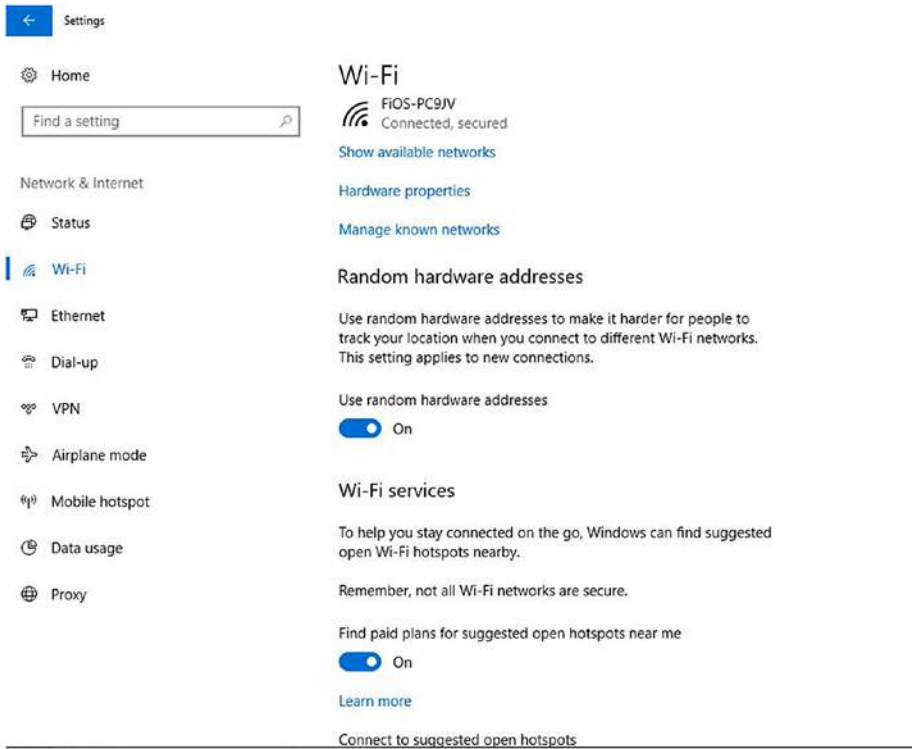 Settings
Home
Find a setting
Network & Internet
Status
Wi-Fi
Ethernet
Dial-up
VPN
Airplane mode
Mobile hotspot
Data usage
Proxy
Wi-Fi
FiOS-PC9JV
Connected, secured
Show available networks
Hardware properties
Manage known networks
Random hardware addresses
Use random hardware addresses to make it harder for people to
track your location when you connect to different Wi-Fi networks.
This setting applies to new connections.
Use random hardware addresses
On
Wi-Fi services
To help you stay connected on the go, Windows can find suggested
open Wi-Fi hotspots nearby.
Remember, not all Wi-Fi networks are secure.
Find paid plans for suggested open hotspots near me
On
Learn more
Connect to suggested open hotspots